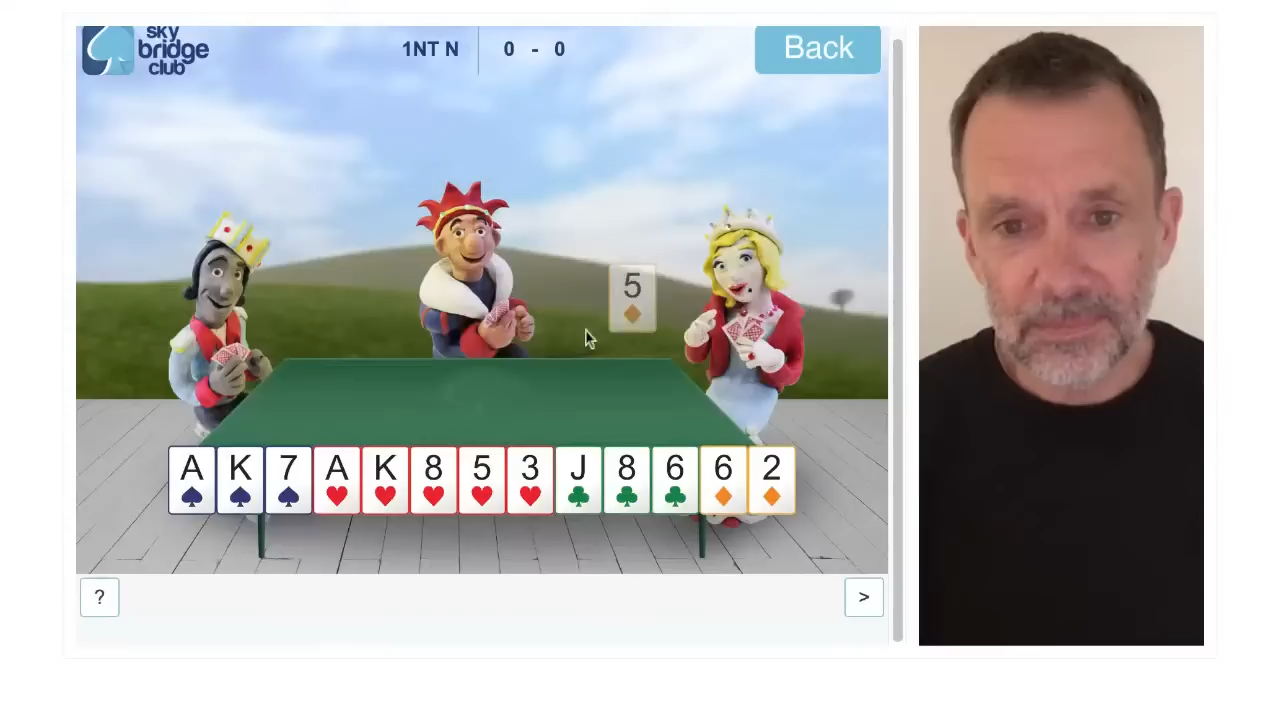 sky
bridge
club
1NT N 0 - 0
Back
5♦
A♠ K♠ 7♠ A♥ K♥ 8♥ 5♥ 3♥ J♣ 8♣ 6♣ 6♦ 2♦
? >